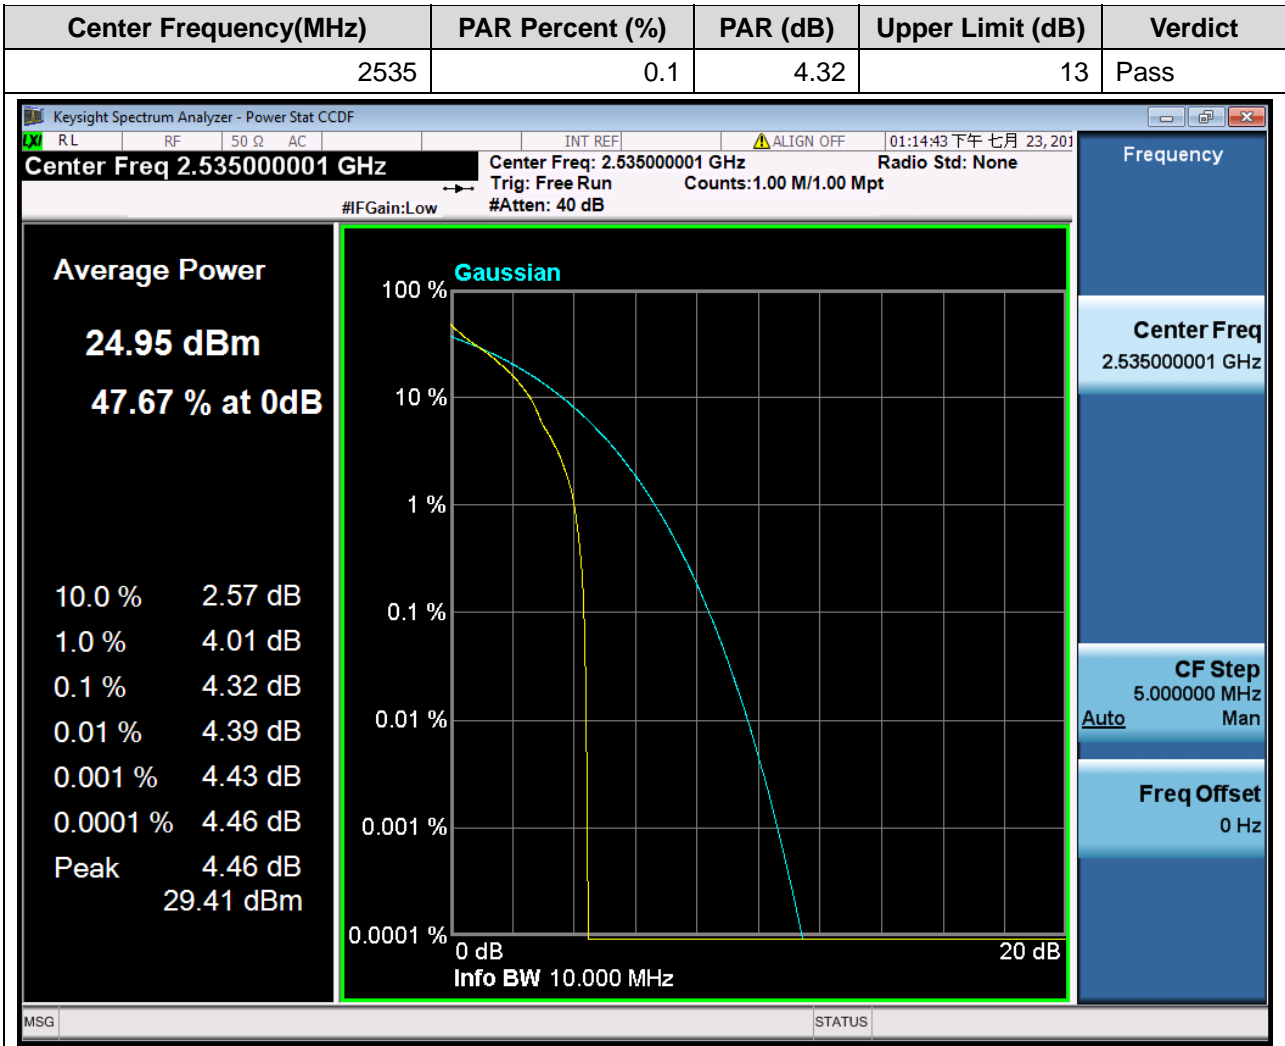 Center Frequency(MHz) PAR Percent (%) PAR (dB) Upper Limit (dB) Verdict
2535 0.1 4.32 13 Pass
Keysight Spectrum Analyzer - Power Stat CCDF
LXI RL RF 50 Ω AC INT REF ALIGN OFF 01:14:43 下午 七月 23, 201
Center Freq 2.535000001 GHz
Center Freq: 2.535000001 GHz Radio Std: None
Trig: Free Run Counts:1.00 M/1.00 Mpt
#IFGain:Low #Atten: 40 dB
Average Power
24.95 dBm
47.67 % at 0dB
10.0 % 2.57 dB
1.0 % 4.01 dB
0.1 % 4.32 dB
0.01 % 4.39 dB
0.001 % 4.43 dB
0.0001 % 4.46 dB
Peak 4.46 dB
29.41 dBm
Gaussian
100 %
10 %
1 %
0.1 %
0.01 %
0.001 %
0.0001 %
0 dB 20 dB
Info BW 10.000 MHz
Frequency
Center Freq
2.535000001 GHz
CF Step
5.000000 MHz
Auto Man
Freq Offset
0 Hz
MSG STATUS